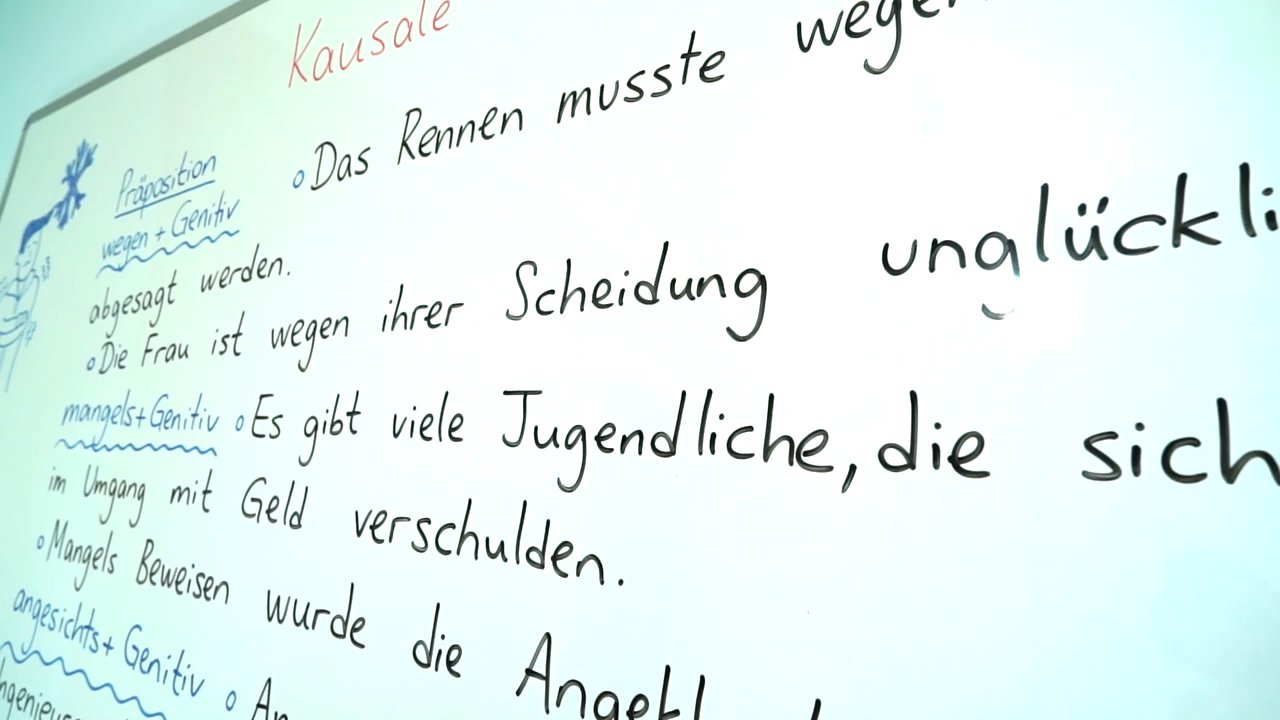 Kausale
Präposition
wegen + Genitiv
°Das Rennen musste wegen
abgesagt werden.
°Die Frau ist wegen ihrer Scheidung
mangels + Genitiv °Es gibt viele Jugendliche, die sich
im Umgang mit Geld verschulden.
°Mangels Beweisen wurde die
angesichts + Genitiv °